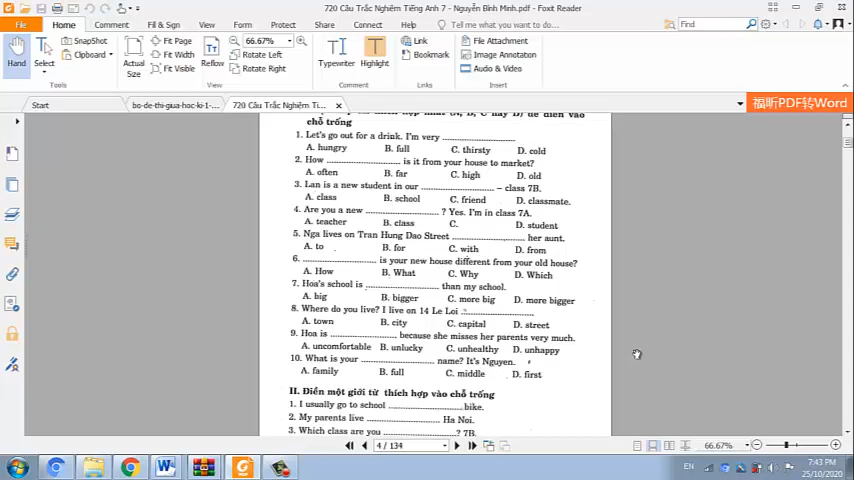 720 Câu Trắc Nghiệm Tiếng Anh 7 - Nguyễn Bình Minh.pdf - Foxit Reader
File Home Comment Fill & Sign View Form Protect Share Connect Help Tell me what you want to do... Find
Hand
Select
SnapShot
Clipboard
Tools
Actual Size
Fit Page
Fit Width
Fit Visible
Reflow
66.67%
Rotate Left
Rotate Right
View
Typewriter
Highlight
Comment
Link
Bookmark
Links
File Attachment
Image Annotation
Audio & Video
Insert
Start bo-de-thi-giua-hoc-ki-1-... 720 Câu Trắc Nghiệm Ti... 福昕PDF转Word
chỗ trống
1. Let's go out for a drink. I'm very ........................
A. hungry B. full C. thirsty D. cold
2. How ........................ is it from your house to market?
A. often B. far C. high D. old
3. Lan is a new student in our ........................ – class 7B.
A. class B. school C. friend D. classmate.
4. Are you a new ........................ ? Yes. I'm in class 7A.
A. teacher B. class C. D. student
5. Nga lives on Tran Hung Dao Street ........................ her aunt.
A. to B. for C. with D. from
6. ........................ is your new house different from your old house?
A. How B. What C. Why D. Which
7. Hoa's school is ........................ than my school.
A. big B. bigger C. more big D. more bigger
8. Where do you live? I live on 14 Le Loi ........................
A. town B. city C. capital D. street
9. Hoa is ........................ because she misses her parents very much.
A. uncomfortable B. unlucky C. unhealthy D. unhappy
10. What is your ........................ name? It's Nguyen.
A. family B. full C. middle D. first
II. Điền một giới từ thích hợp vào chỗ trống
1. I usually go to school ........................ bike.
2. My parents live ........................ Ha Noi.
3. Which class are you ........................ ? 7B.
4 / 134 66.67%
EN 7:43 PM
25/10/2020